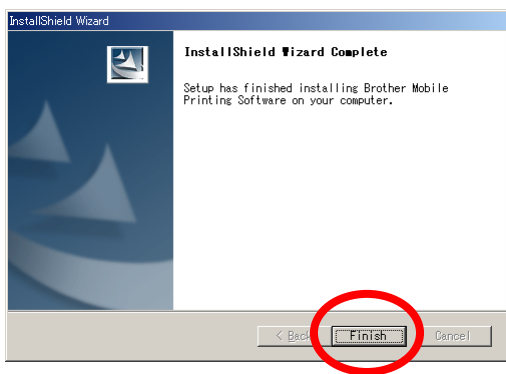 InstallShield Wizard
InstallShield Wizard Complete
Setup has finished installing Brother Mobile
Printing Software on your computer.
< Back
Finish
Cancel